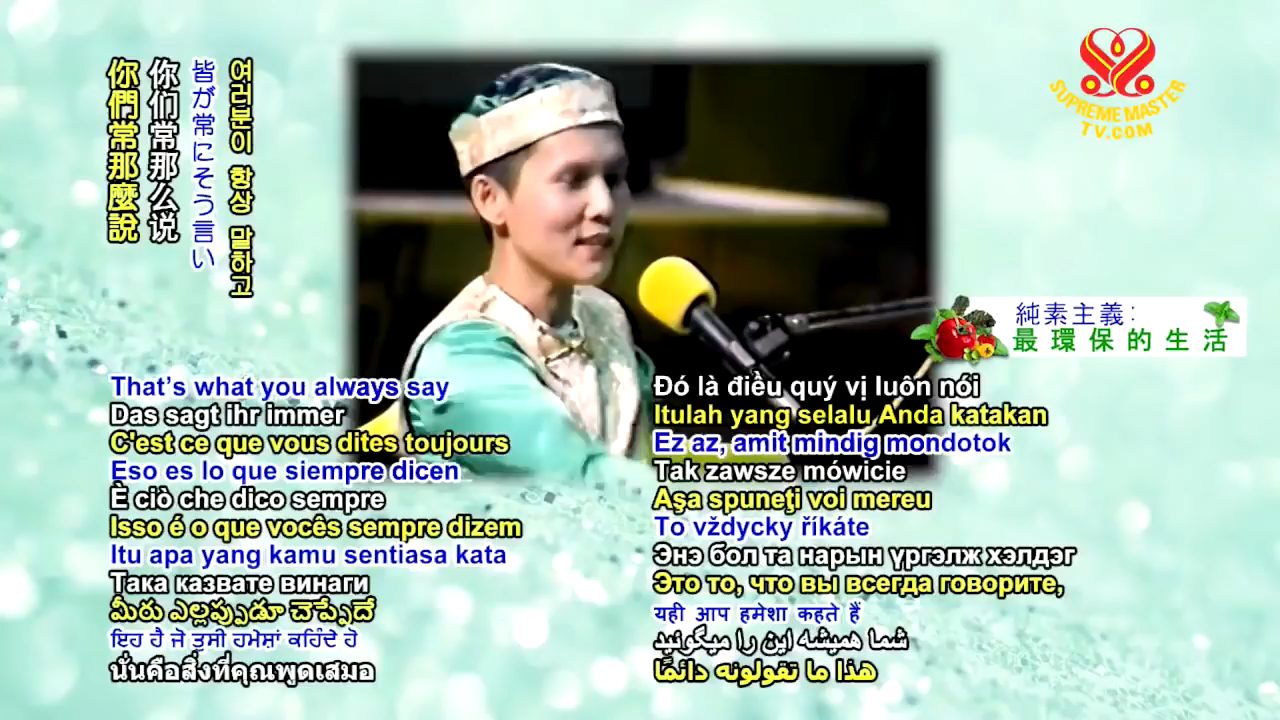 你們常那麼說
你们常那么说
皆が常にそう言い
여러분이 항상 말하고
SUPREME MASTER
TV.COM
純素主義:
最環保的生活
That's what you always say
Das sagt ihr immer
C'est ce que vous dites toujours
Eso es lo que siempre dicen
È ciò che dico sempre
Isso é o que vocês sempre dizem
Itu apa yang kamu sentiasa kata
Така казвате винаги
మీరు ఎల్లప్పుడూ చెప్పేదే
ਇਹ ਹੈ ਜੋ ਤੁਸੀ ਹਮੇਸ਼ਾਂ ਕਹਿੰਦੇ ਹੋ
นั่นคือสิ่งที่คุณพูดเสมอ
Đó là điều quý vị luôn nói
Itulah yang selalu Anda katakan
Ez az, amit mindig mondotok
Tak zawsze mówicie
Aşa spuneţi voi mereu
To vždycky říkáte
Энэ бол та нарын үргэлж хэлдэг
Это то, что вы всегда говорите,
यही आप हमेशा कहते हैं
شما همیشه این را میگونید
هذا ما تقولونه دائمًا